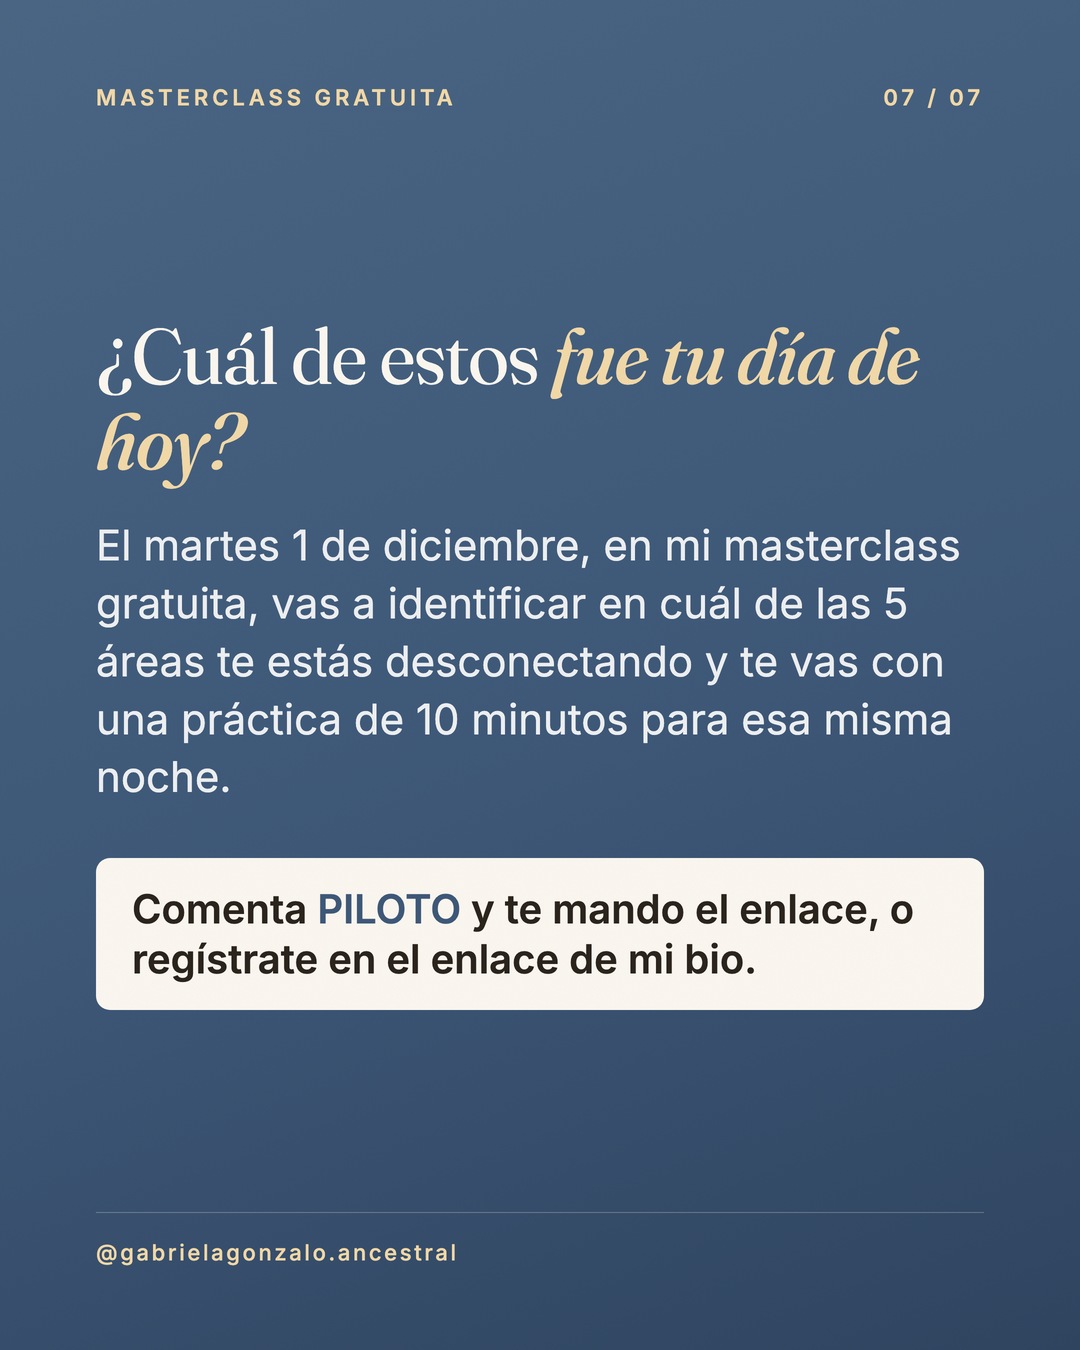 MASTERCLASS GRATUITA
07 / 07
¿Cuál de estos fue tu día de
hoy?
El martes 1 de diciembre, en mi masterclass
gratuita, vas a identificar en cuál de las 5
áreas te estás desconectando y te vas con
una práctica de 10 minutos para esa misma
noche.
Comenta PILOTO y te mando el enlace, o
regístrate en el enlace de mi bio.
@gabrielagonzalo.ancestral